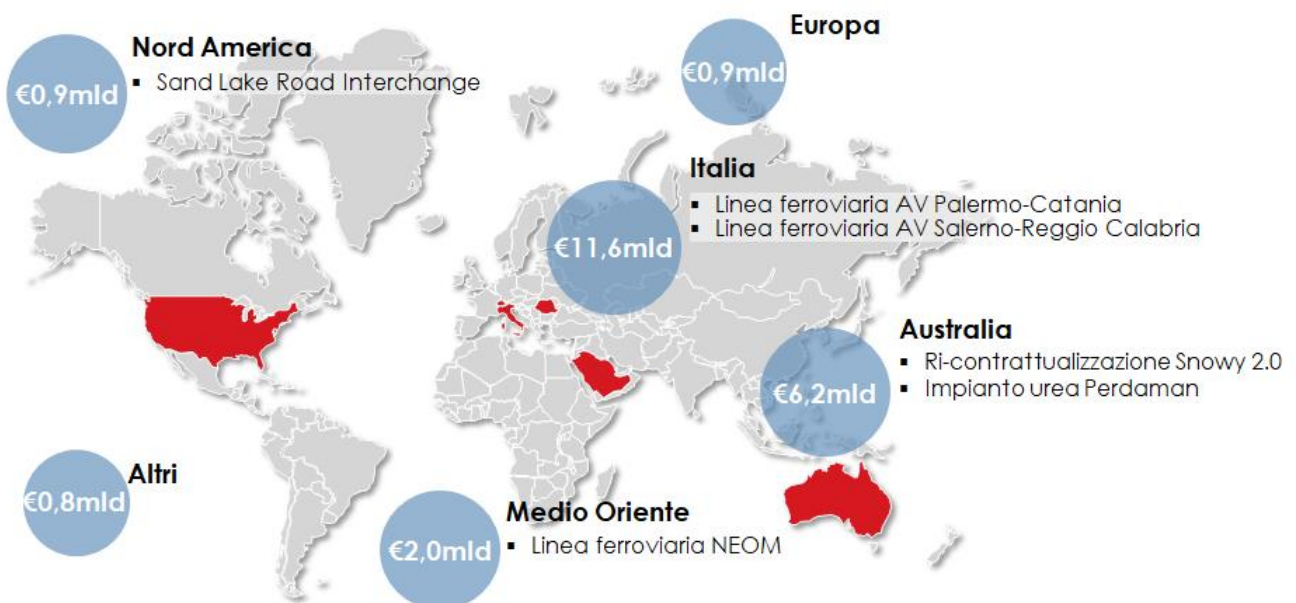 Nord America
▪ Sand Lake Road Interchange
€0,9mld
Europa
€0,9mld
Italia
▪ Linea ferroviaria AV Palermo-Catania
▪ Linea ferroviaria AV Salerno-Reggio Calabria
€11,6mld
Australia
▪ Ri-contrattualizzazione Snowy 2.0
▪ Impianto urea Perdaman
€6,2mld
Altri
€0,8mld
Medio Oriente
▪ Linea ferroviaria NEOM
€2,0mld